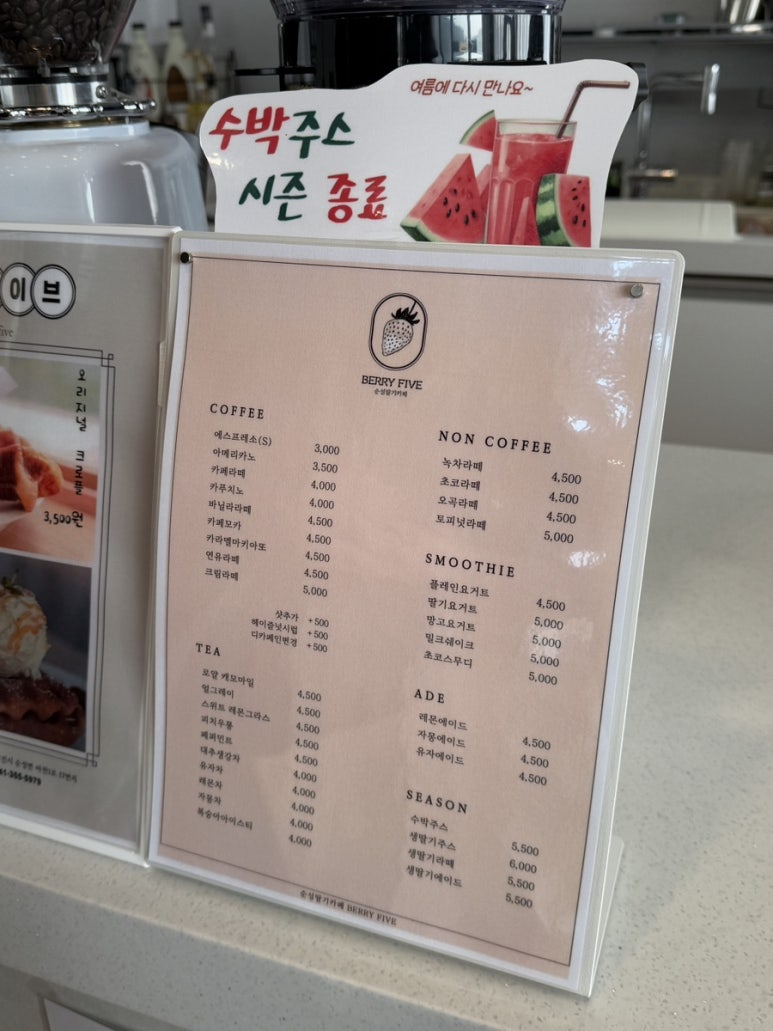 여름에 다시 만나요~
수박주스
시즌 종료
이브
five
오리지널 크로플
3,500원
BERRY FIVE
순성딸기카페
COFFEE
에스프레소(S) 3,000
아메리카노 3,500
카페라떼 4,000
카푸치노 4,000
바닐라라떼 4,500
카페모카 4,500
카라멜마키아또 4,500
연유라떼 4,500
크림라떼 5,000
샷추가 +500
헤이즐넛시럽 +500
디카페인변경 +500
TEA
로얄 캐모마일 4,500
얼그레이 4,500
스위트 레몬그라스 4,500
피치우롱 4,500
페퍼민트 4,500
대추생강차 4,000
유자차 4,000
레몬차 4,000
자몽차 4,000
복숭아아이스티 4,000
NON COFFEE
녹차라떼 4,500
초코라떼 4,500
오곡라떼 4,500
토피넛라떼 5,000
SMOOTHIE
플레인요거트 4,500
딸기요거트 5,000
망고요거트 5,000
밀크쉐이크 5,000
초코스무디 5,000
ADE
레몬에이드 4,500
자몽에이드 4,500
유자에이드 4,500
SEASON
수박주스 5,500
생딸기주스 6,000
생딸기라떼 5,500
생딸기에이드 5,500
순성딸기카페 BERRY FIVE